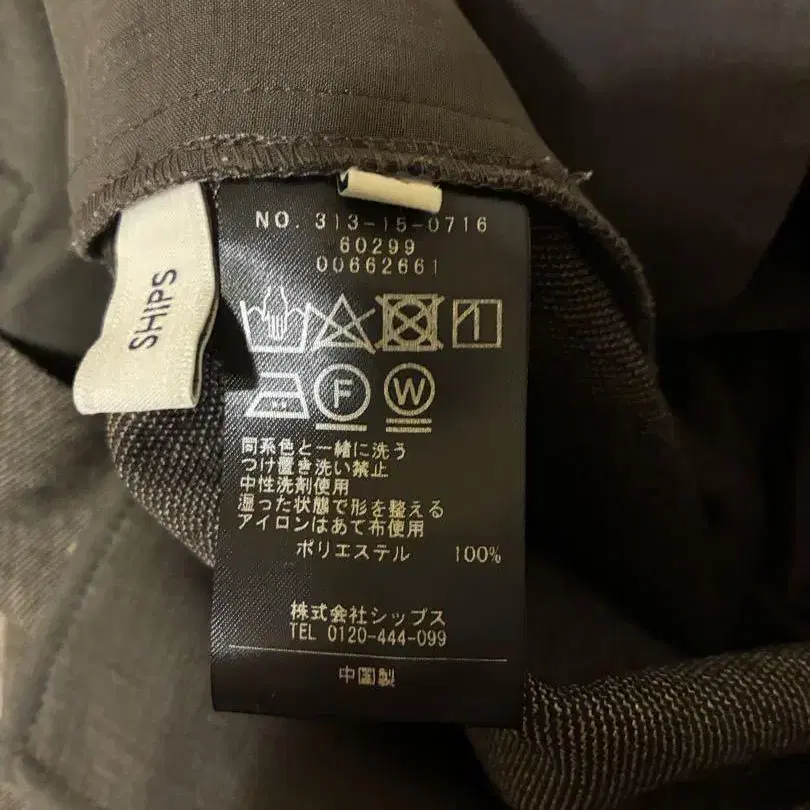 SHIPS
NO. 313-15-0716
60299
00662661
F W
同系色と一緒に洗う
つけ置き洗い禁止
中性洗剤使用
湿った状態で形を整える
アイロンはあて布使用
ポリエステル 100%
株式会社シップス
TEL 0120-444-099
中国製